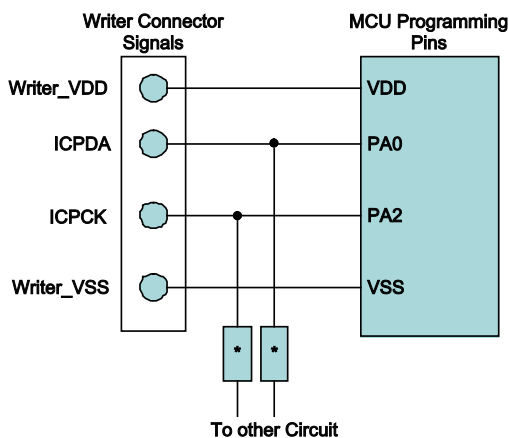 Writer Connector
Signals
MCU Programming
Pins
Writer_VDD
VDD
ICPDA
PA0
ICPCK
PA2
Writer_VSS
VSS
* *
To other Circuit